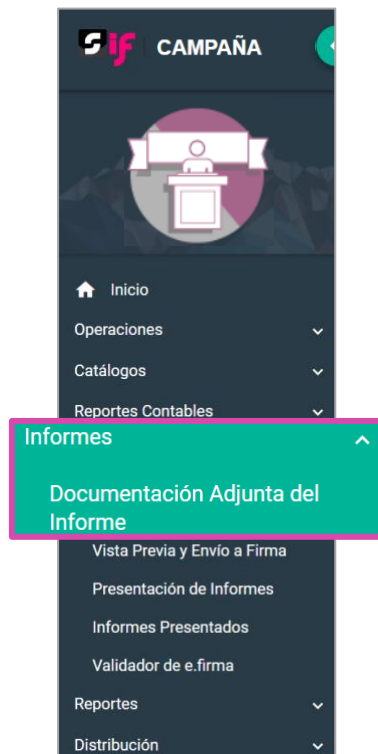 Sif CAMPAÑA
Inicio
Operaciones
Catálogos
Reportes Contables
Informes
Documentación Adjunta del
Informe
Vista Previa y Envío a Firma
Presentación de Informes
Informes Presentados
Validador de e.firma
Reportes
Distribución